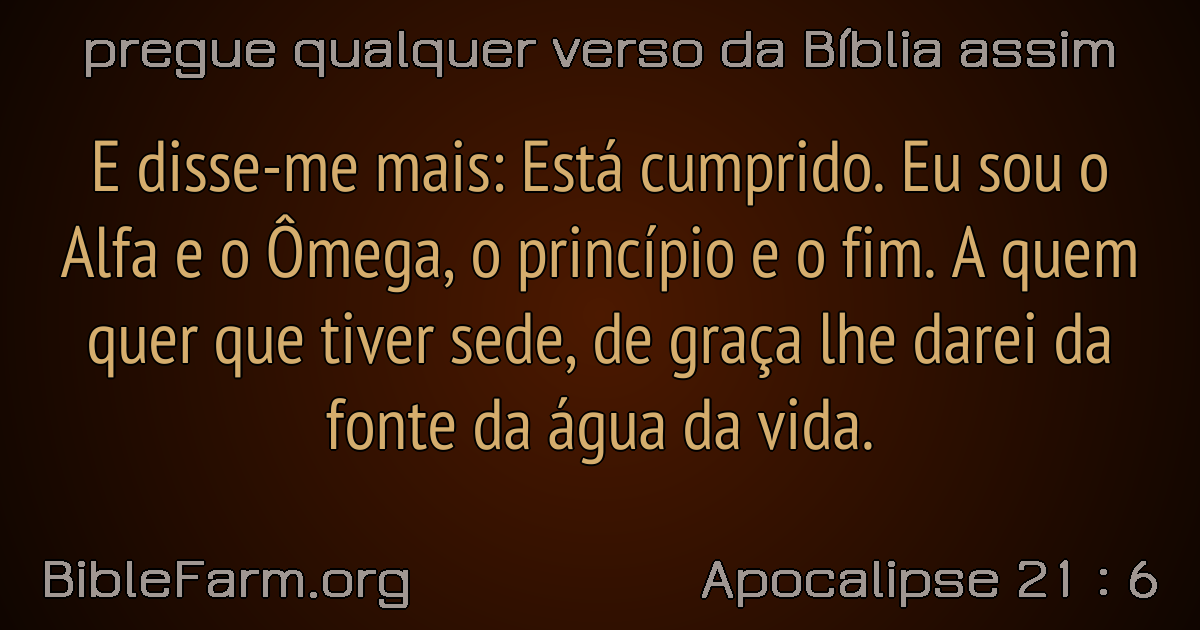 pregue qualquer verso da Bíblia assim
E disse-me mais: Está cumprido. Eu sou o
Alfa e o Ômega, o princípio e o fim. A quem
quer que tiver sede, de graça lhe darei da
fonte da água da vida.
BibleFarm.org
Apocalipse 21 : 6